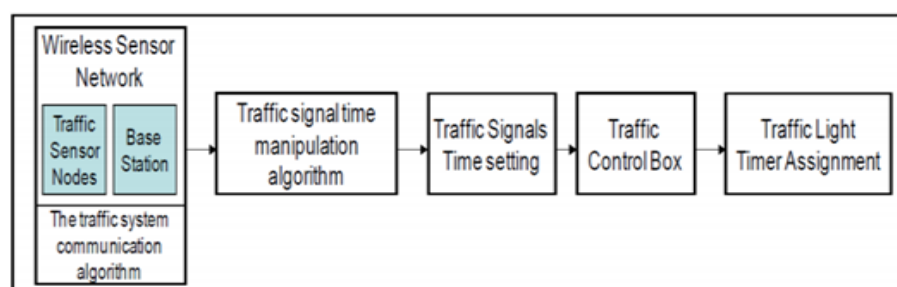 Wireless Sensor
Network
Traffic
Sensor
Nodes
Base
Station
The traffic system
communication
algorithm
Traffic signal time
manipulation
algorithm
Traffic Signals
Time setting
Traffic
Control Box
Traffic Light
Timer Assignment